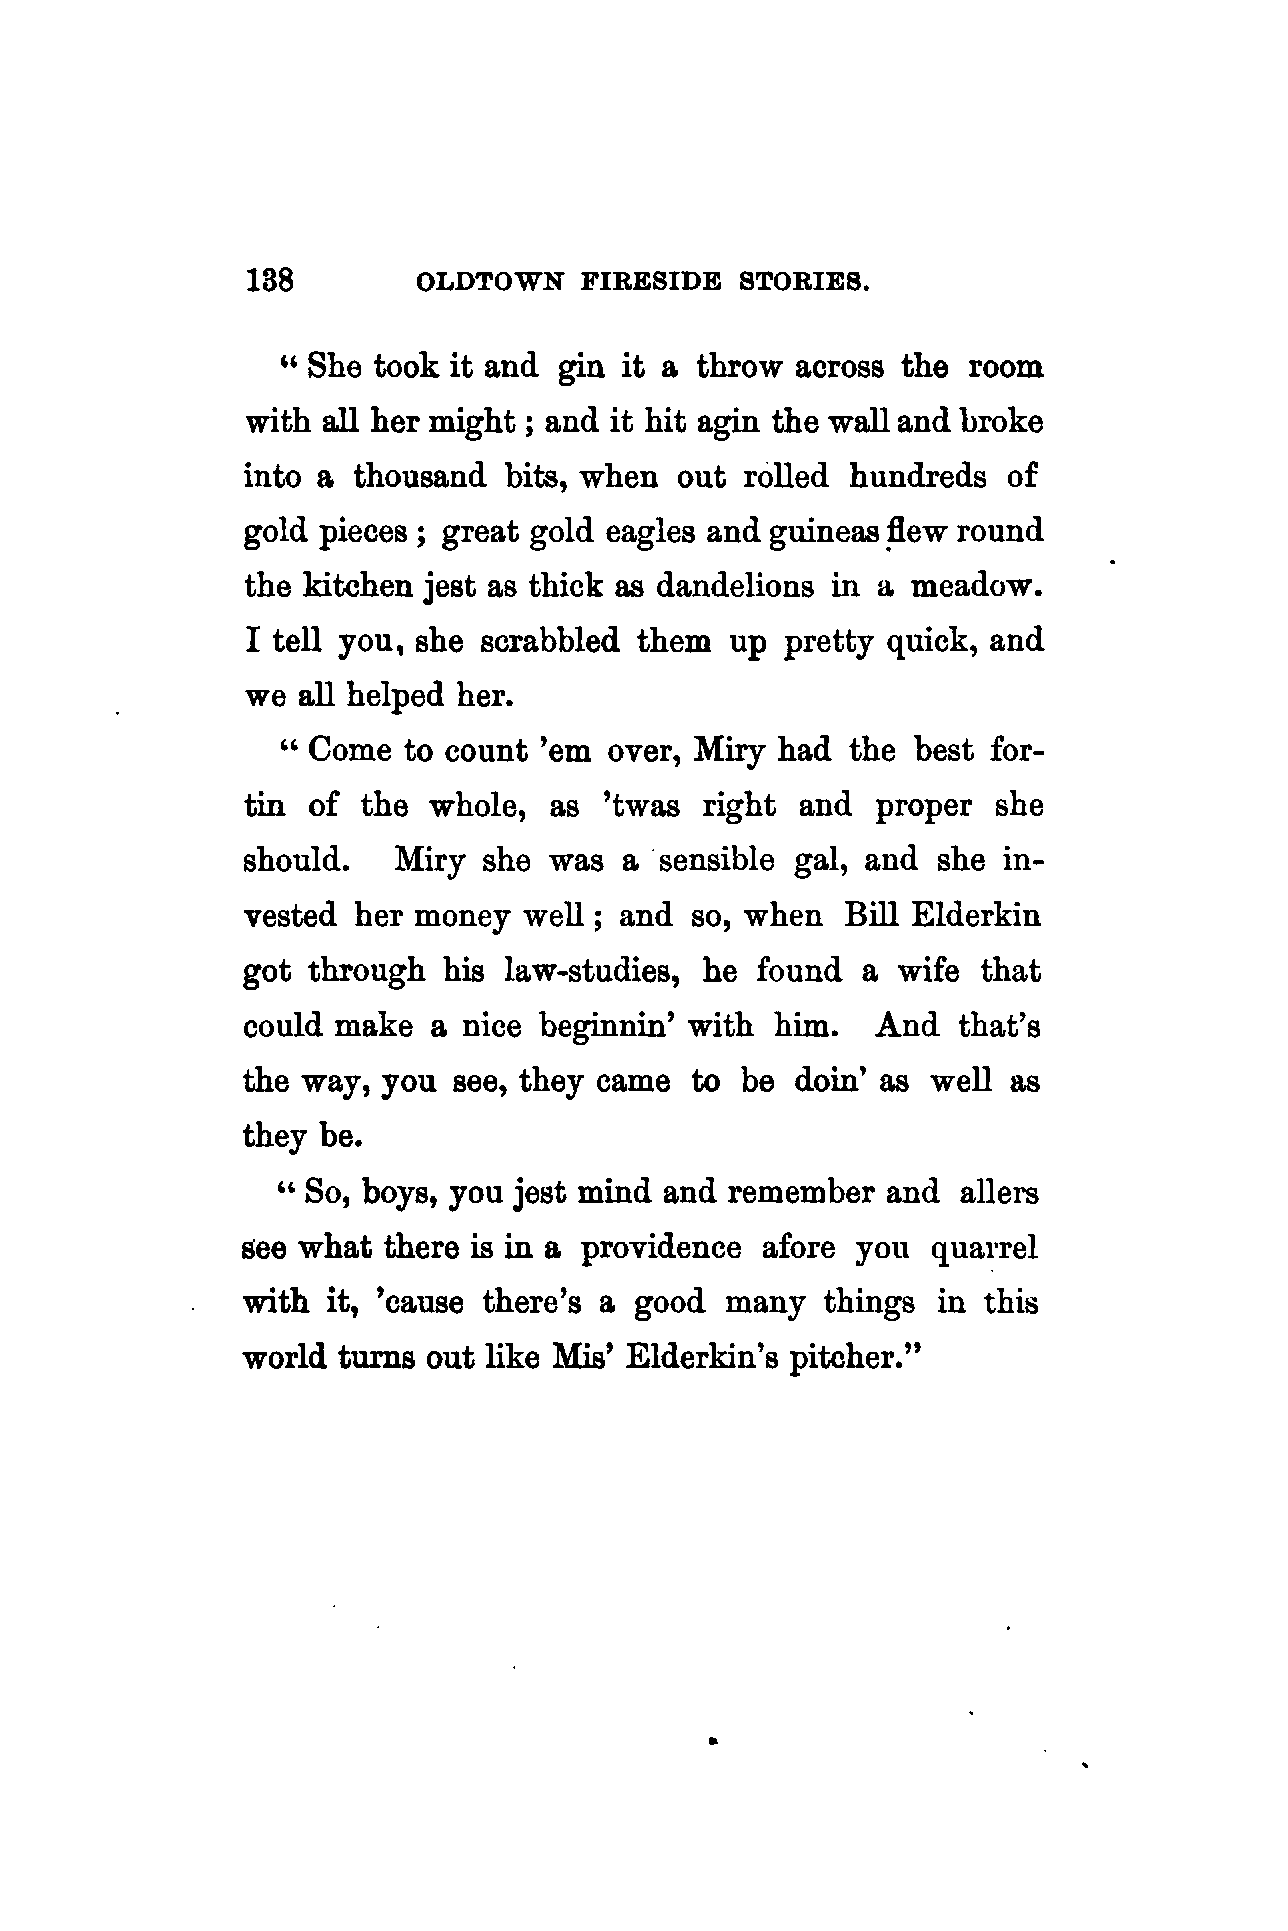 138 OLDTOWN FIRESIDE STORIES.
“ She took it and gin it a throw across the room
with all her might ; and it hit agin the wall and broke
into a thousand bits, when out rolled hundreds of
gold pieces ; great gold eagles and guineas flew round
the kitchen jest as thick as dandelions in a meadow.
I tell you, she scrabbled them up pretty quick, and
we all helped her.
“ Come to count ’em over, Miry had the best for-
tin of the whole, as ’twas right and proper she
should. Miry she was a sensible gal, and she in-
vested her money well ; and so, when Bill Elderkin
got through his law-studies, he found a wife that
could make a nice beginnin’ with him. And that’s
the way, you see, they came to be doin’ as well as
they be.
“ So, boys, you jest mind and remember and allers
see what there is in a providence afore you quarrel
with it, ’cause there’s a good many things in this
world turns out like Mis’ Elderkin’s pitcher.”